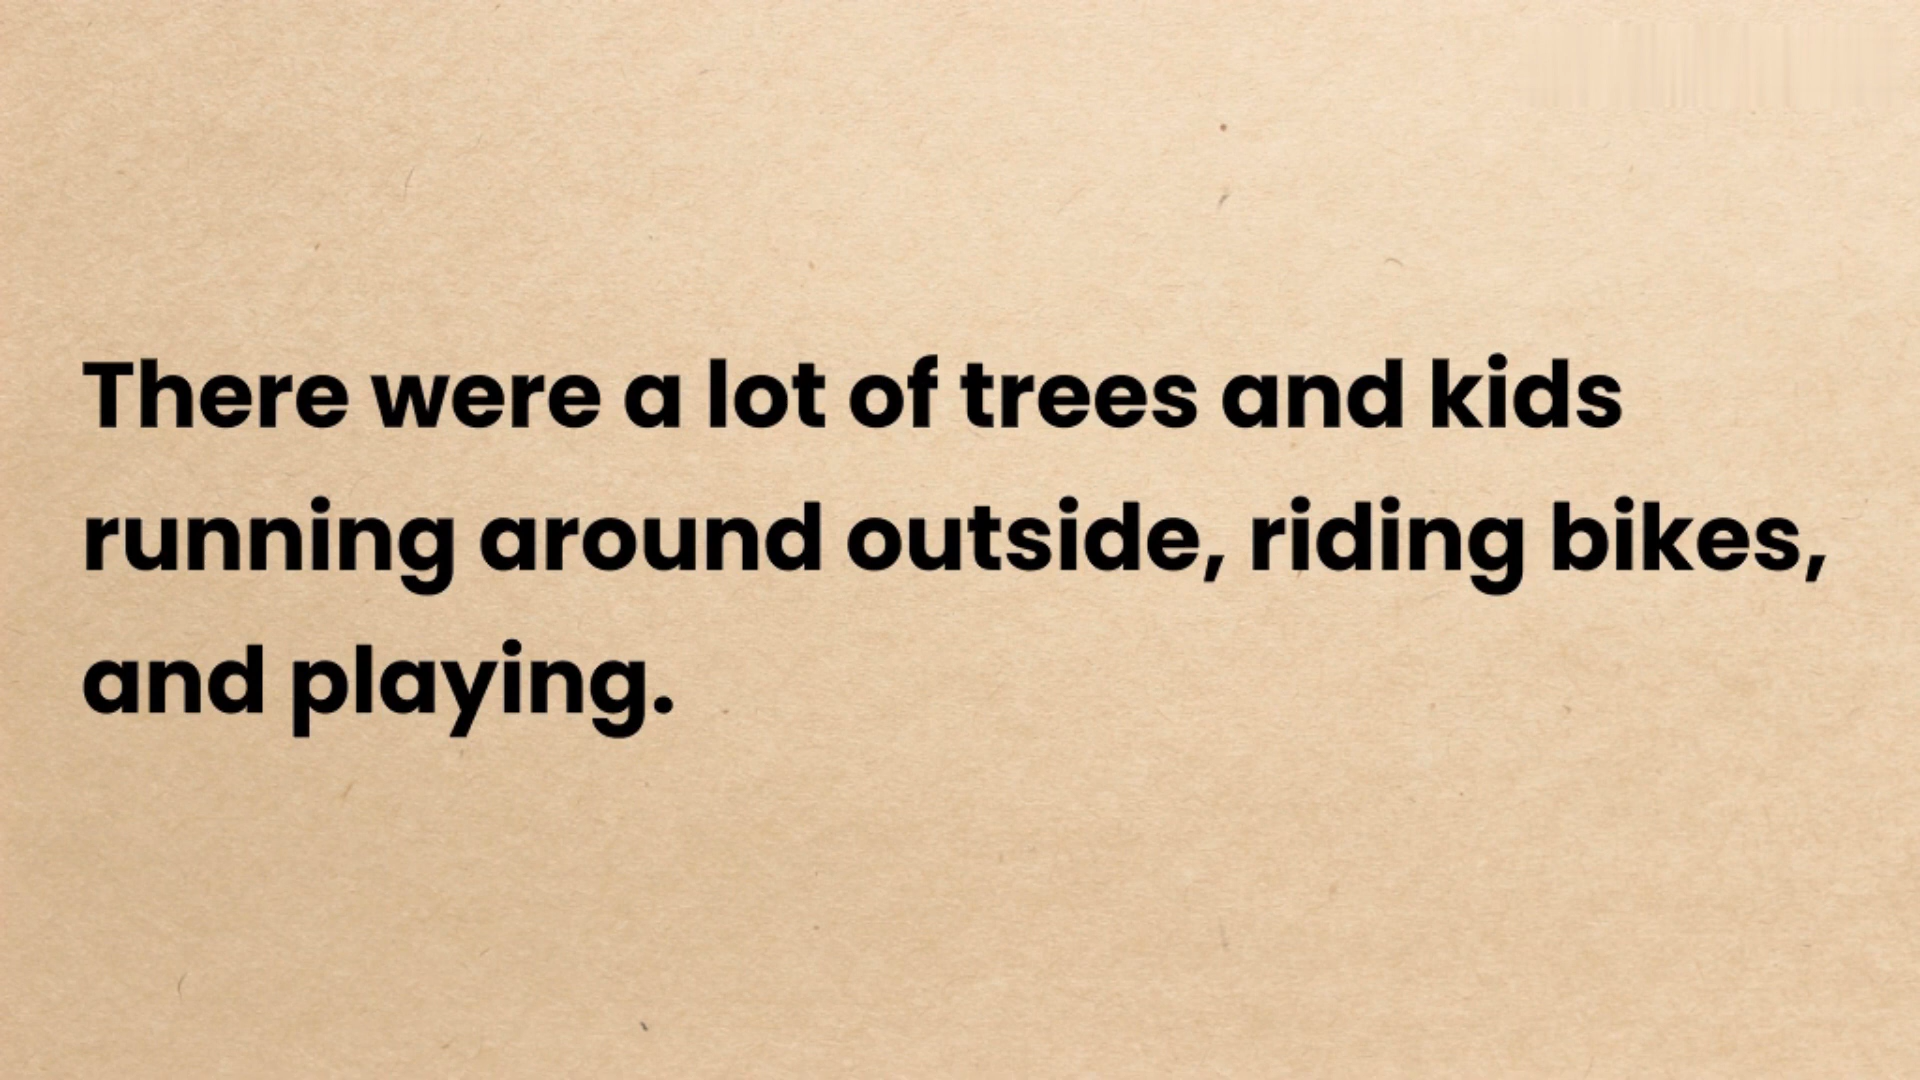 There were a lot of trees and kids
running around outside, riding bikes,
and playing.